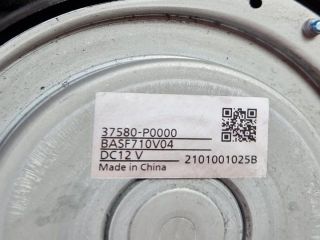 37580-P0000
BASF710V04
DC12 V 2101001025B
Made in China